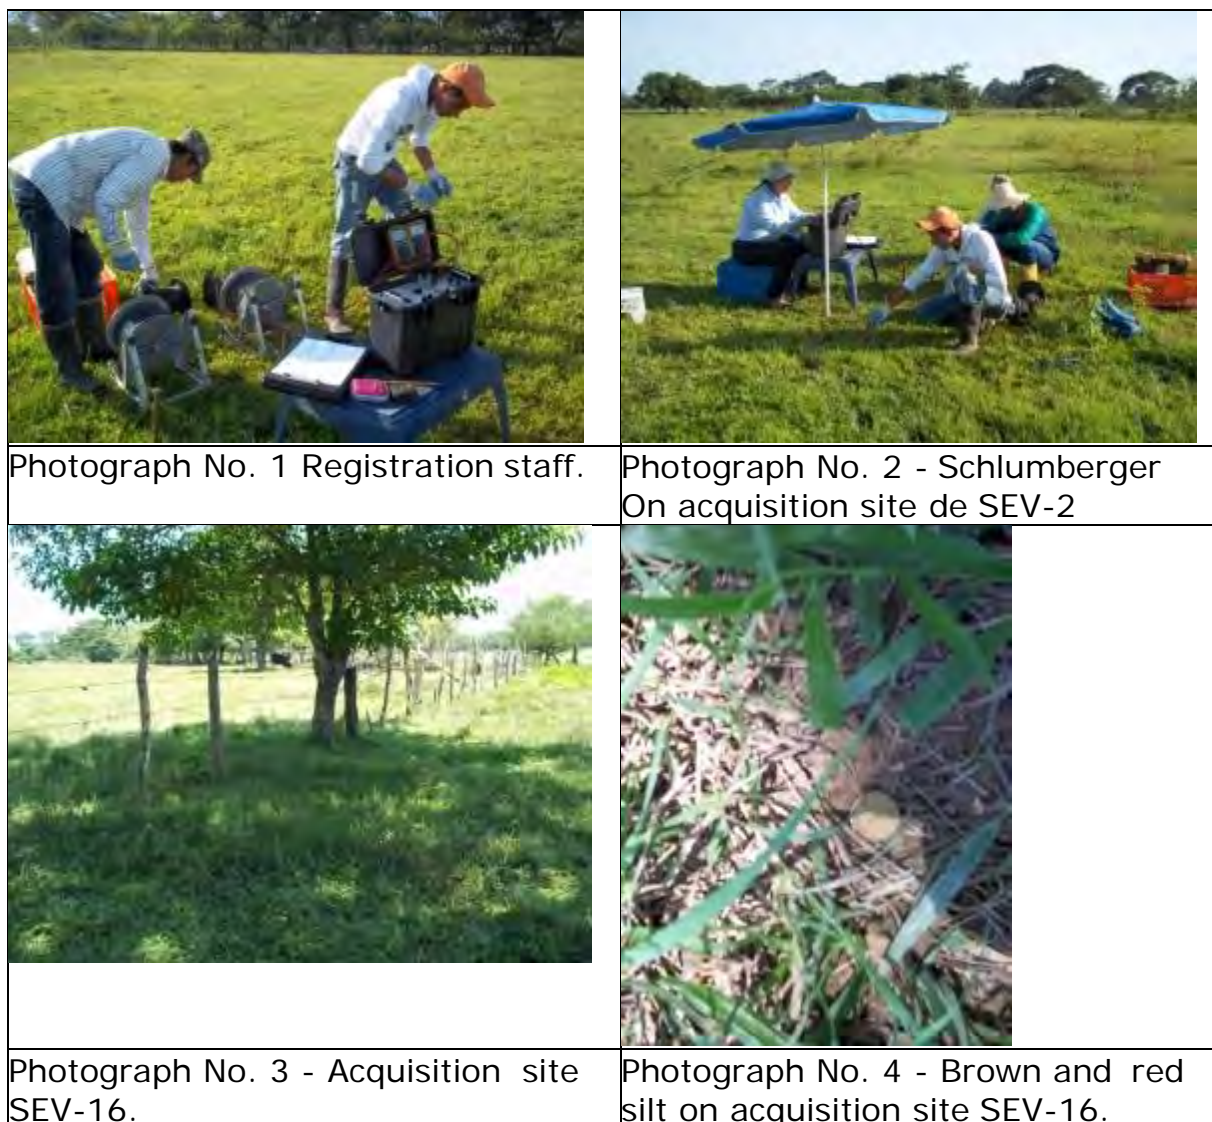 Photograph No. 1 Registration staff.
Photograph No. 2 - Schlumberger
On acquisition site de SEV-2
Photograph No. 3 - Acquisition site
SEV-16.
Photograph No. 4 - Brown and red
silt on acquisition site SEV-16.